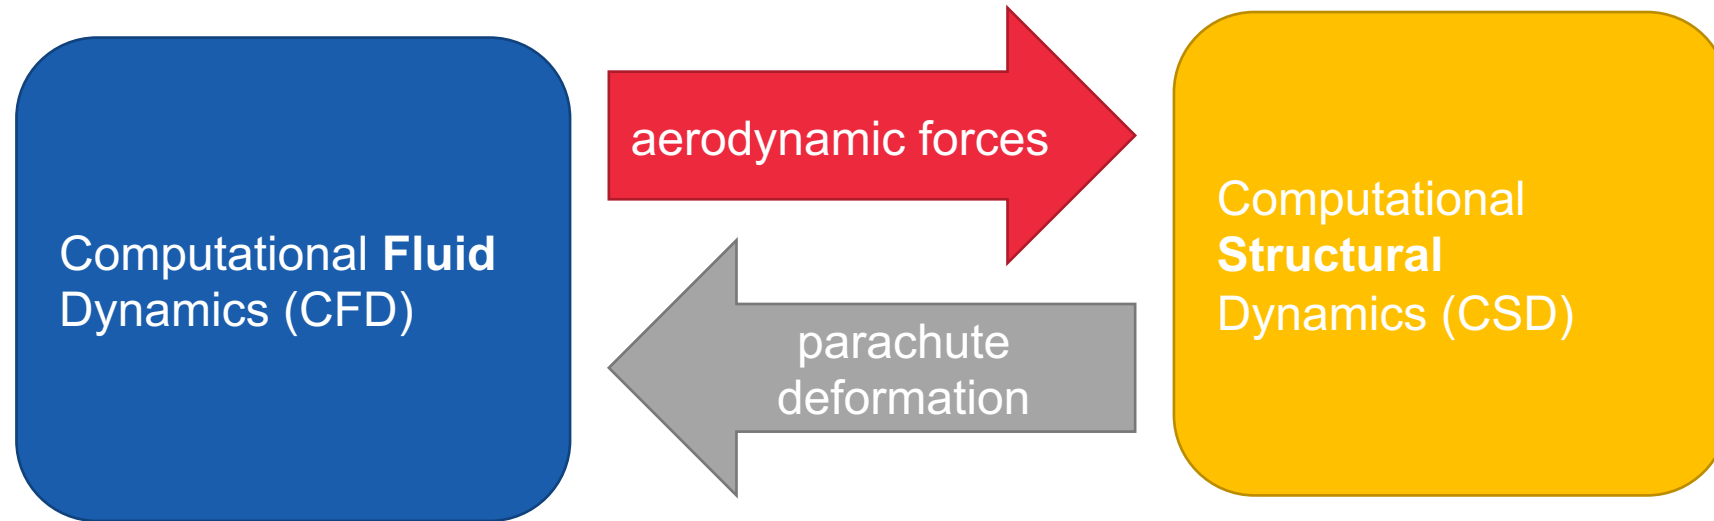 Computational Fluid
Dynamics (CFD)
aerodynamic forces
parachute
deformation
Computational
Structural
Dynamics (CSD)